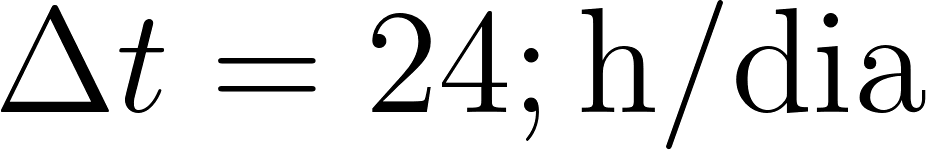 Δt = 24; h/dia